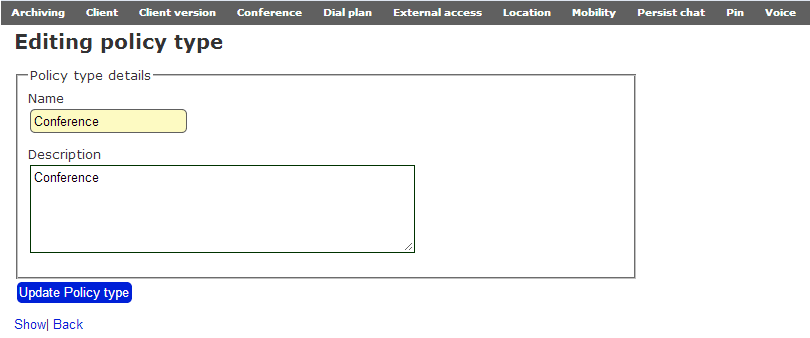 Archiving Client Client version Conference Dial plan External access Location Mobility Persist chat Pin Voice
Editing policy type
Policy type details
Name
Conference
Description
Conference
Update Policy type
Show| Back